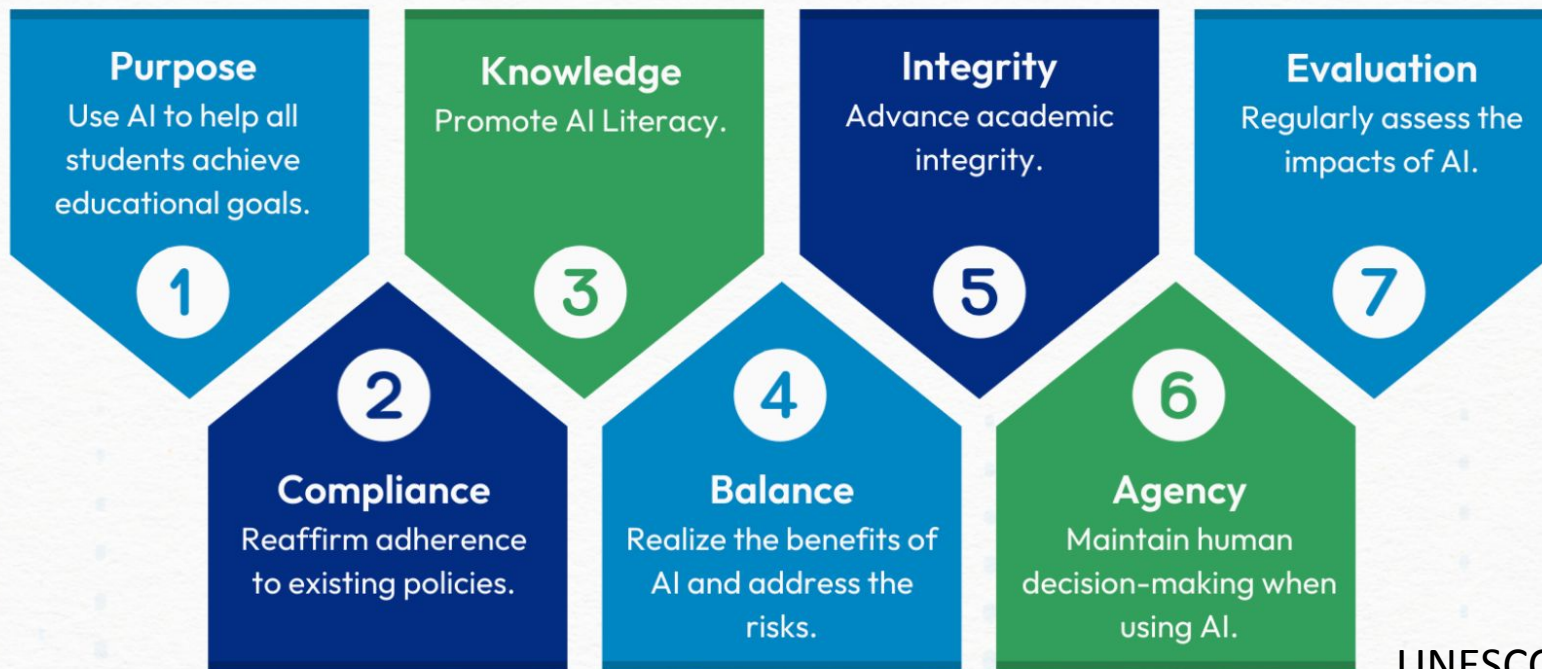 Purpose
Use AI to help all
students achieve
educational goals.
1
2
Compliance
Reaffirm adherence
to existing policies.
Knowledge
Promote AI Literacy.
3
4
Balance
Realize the benefits of
AI and address the
risks.
Integrity
Advance academic
integrity.
5
6
Agency
Maintain human
decision-making when
using AI.
Evaluation
Regularly assess the
impacts of AI.
7
UNESCO